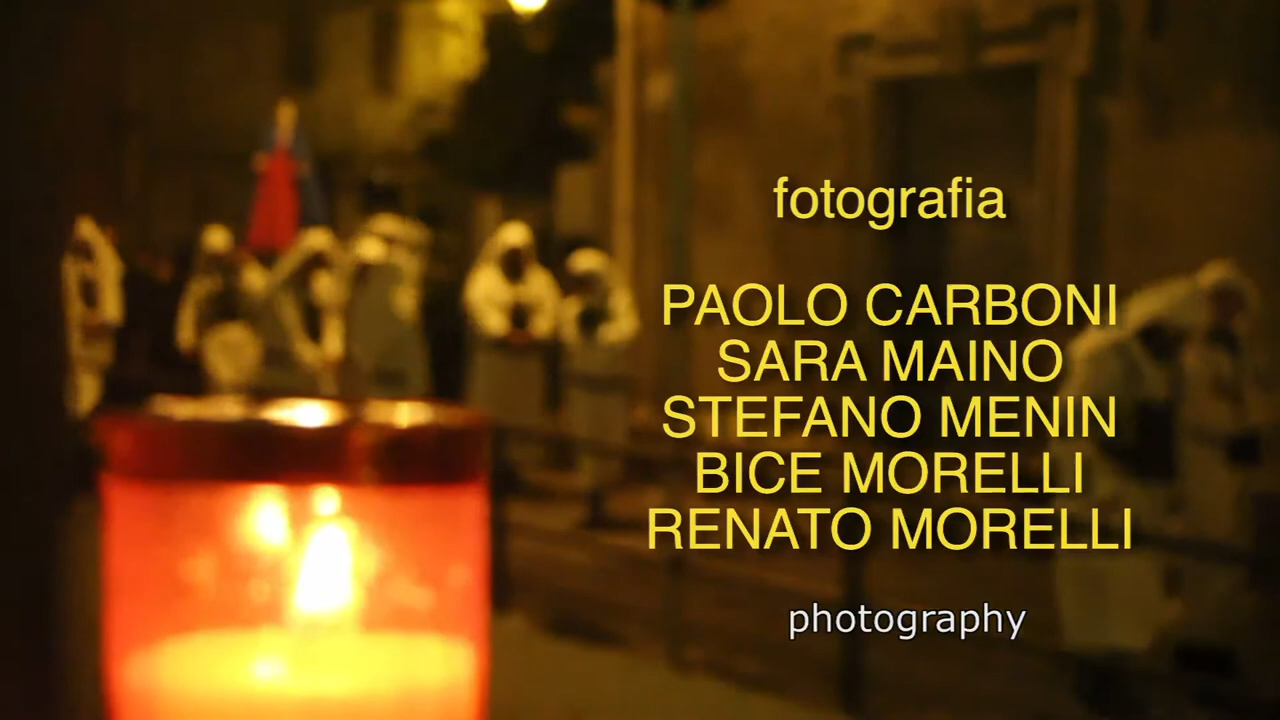 fotografia
PAOLO CARBONI
SARA MAINO
STEFANO MENIN
BICE MORELLI
RENATO MORELLI
photography